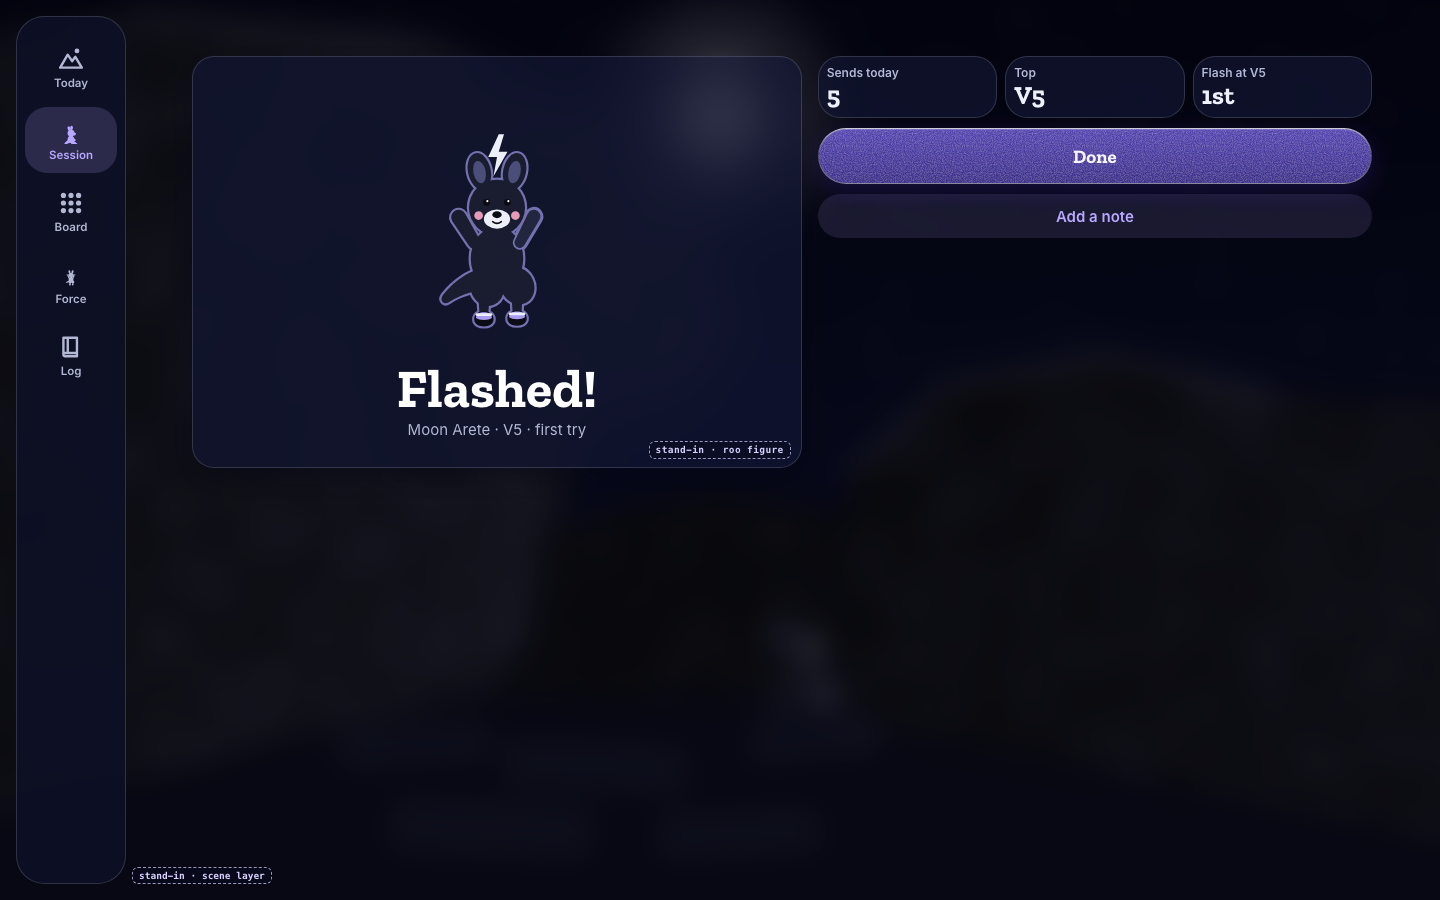 Today
Session
Board
Force
Log
Flashed!
Moon Arete · V5 · first try
stand-in · roo figure
Sends today
5
Top
V5
Flash at V5
1st
Done
Add a note
stand-in · scene layer